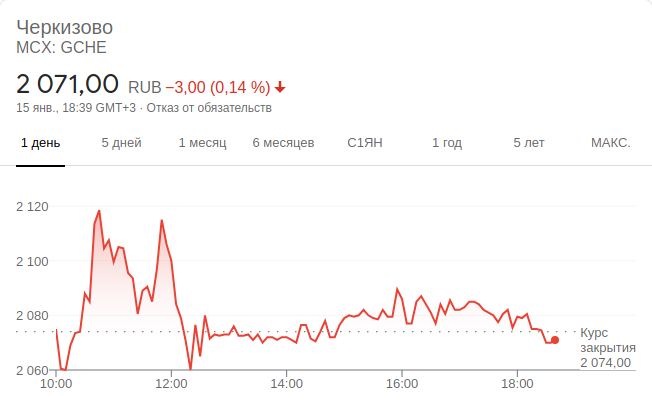 Черкизово
MCX: GCHE
2 071,00 RUB −3,00 (0,14 %)
15 янв., 18:39 GMT+3 · Отказ от обязательств
1 день 5 дней 1 месяц 6 месяцев С1ЯН 1 год 5 лет МАКС.
2 120
2 100
2 080
Курс
закрытия
2 074,00
2 060
10:00 12:00 14:00 16:00 18:00